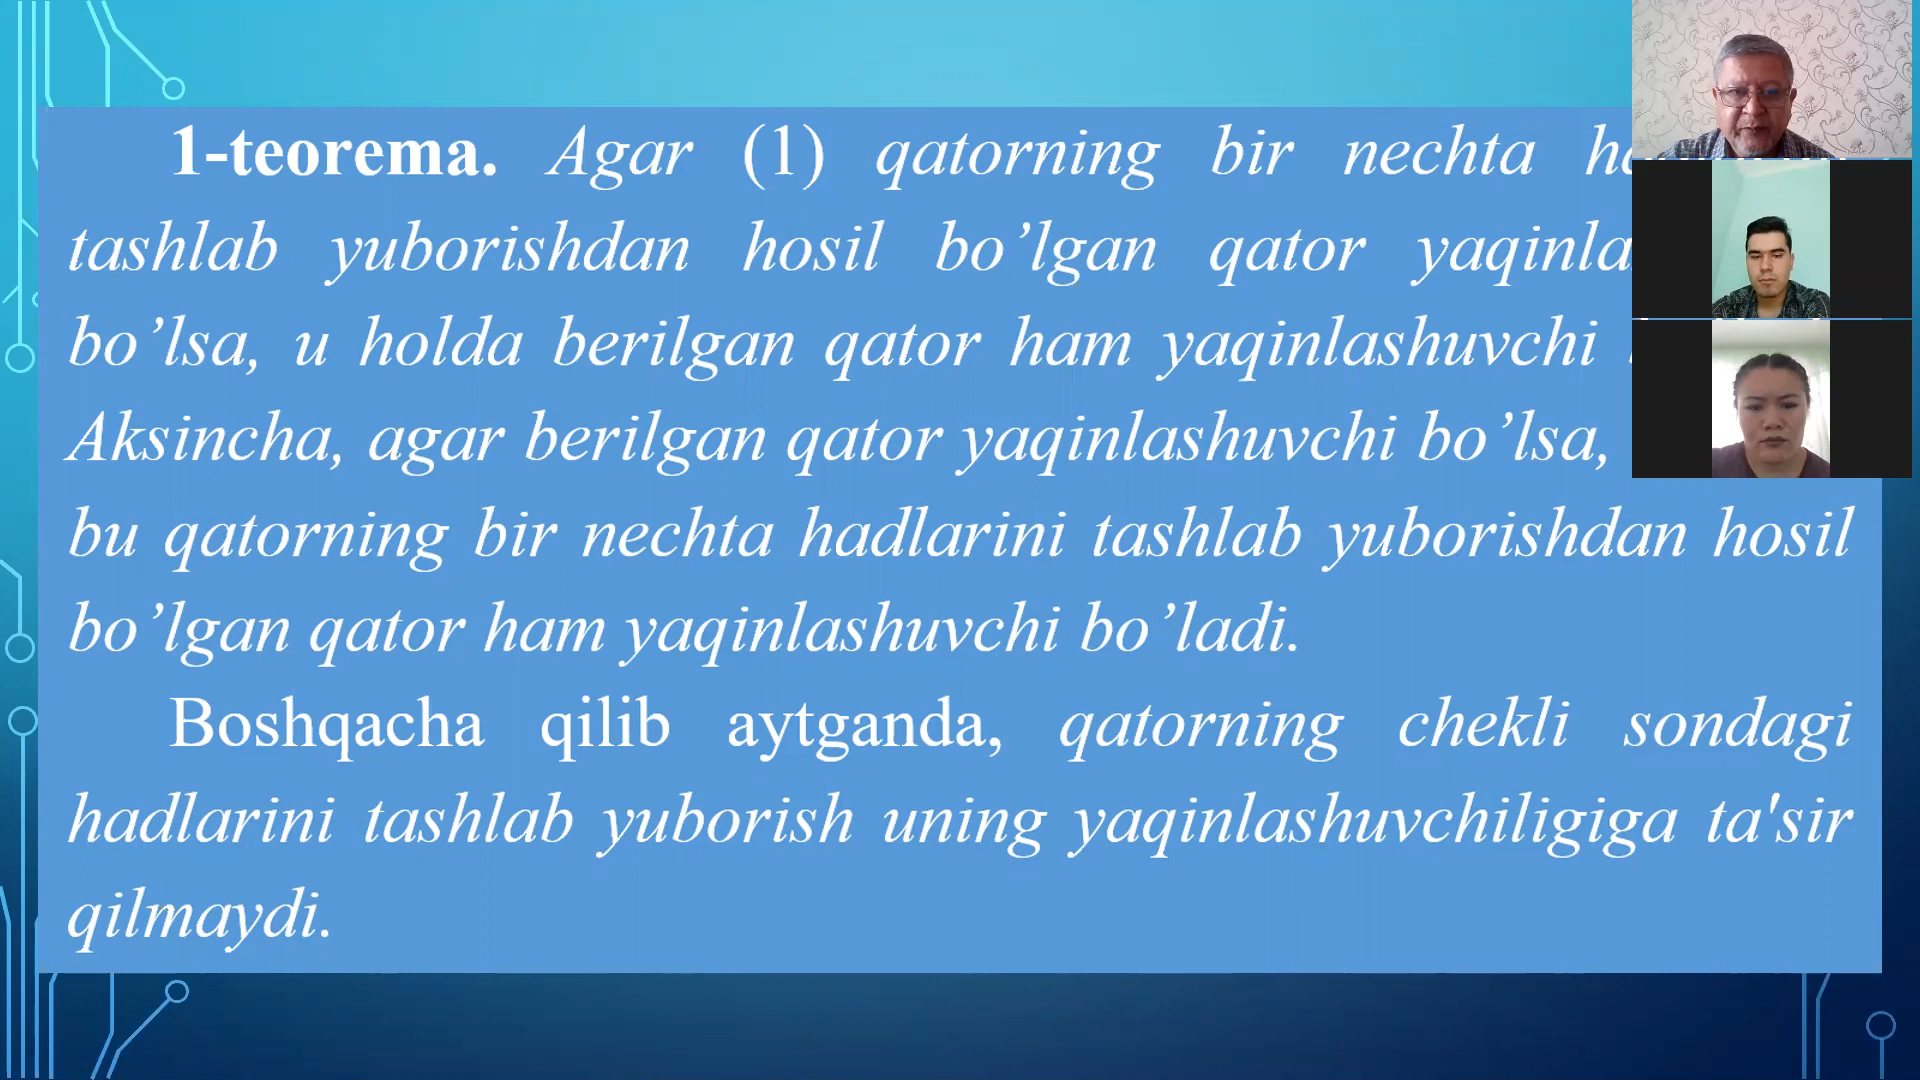 1-teorema. Agar (1) qatorning bir nechta
tashlab yuborishdan hosil bo’lgan qator
bo’lsa, u holda berilgan qator ham yaqinlashuvchi
Aksincha, agar berilgan qator yaqinlashuvchi bo’lsa,
bu qatorning bir nechta hadlarini tashlab yuborishdan hosil
bo’lgan qator ham yaqinlashuvchi bo’ladi.
Boshqacha qilib aytganda, qatorning chekli sondagi
hadlarini tashlab yuborish uning yaqinlashuvchiligiga ta'sir
qilmaydi.